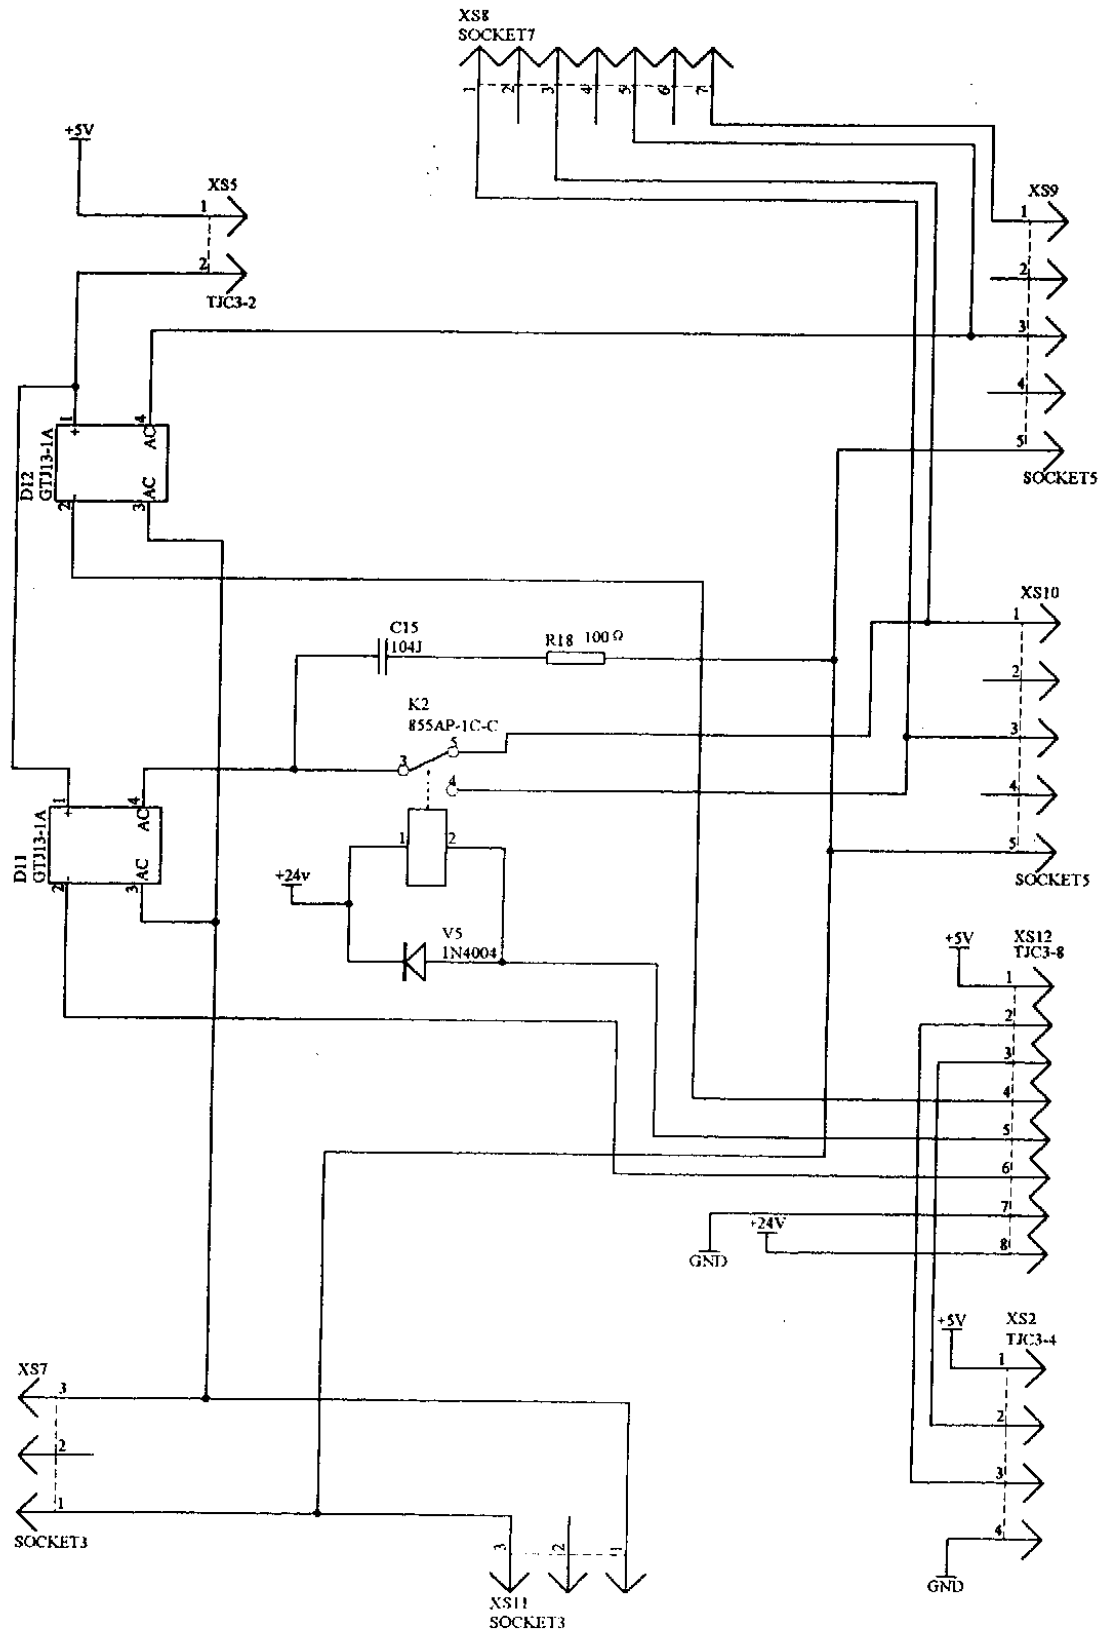 XS8
SOCKET7
1
2
3
4
5
6
7
+5V
XS5
1
2
TJC3-2
XS9
1
2
3
4
5
SOCKET5
1
4
+
AC
D12
GTJ13-1A
-
AC
2
3
C15
104J
R18 100Ω
XS10
1
2
3
4
5
SOCKET5
K2
855AP-1C-C
5
3
4
1
2
1
4
+
AC
D11
GTJ13-1A
-
AC
2
3
+24v
V5
1N4004
+5V
XS12
TJC3-8
1
2
3
4
5
6
7
8
GND
+24V
+5V
XS2
TJC3-4
1
2
3
4
GND
XS7
3
2
1
SOCKET3
3
2
1
XS11
SOCKET3